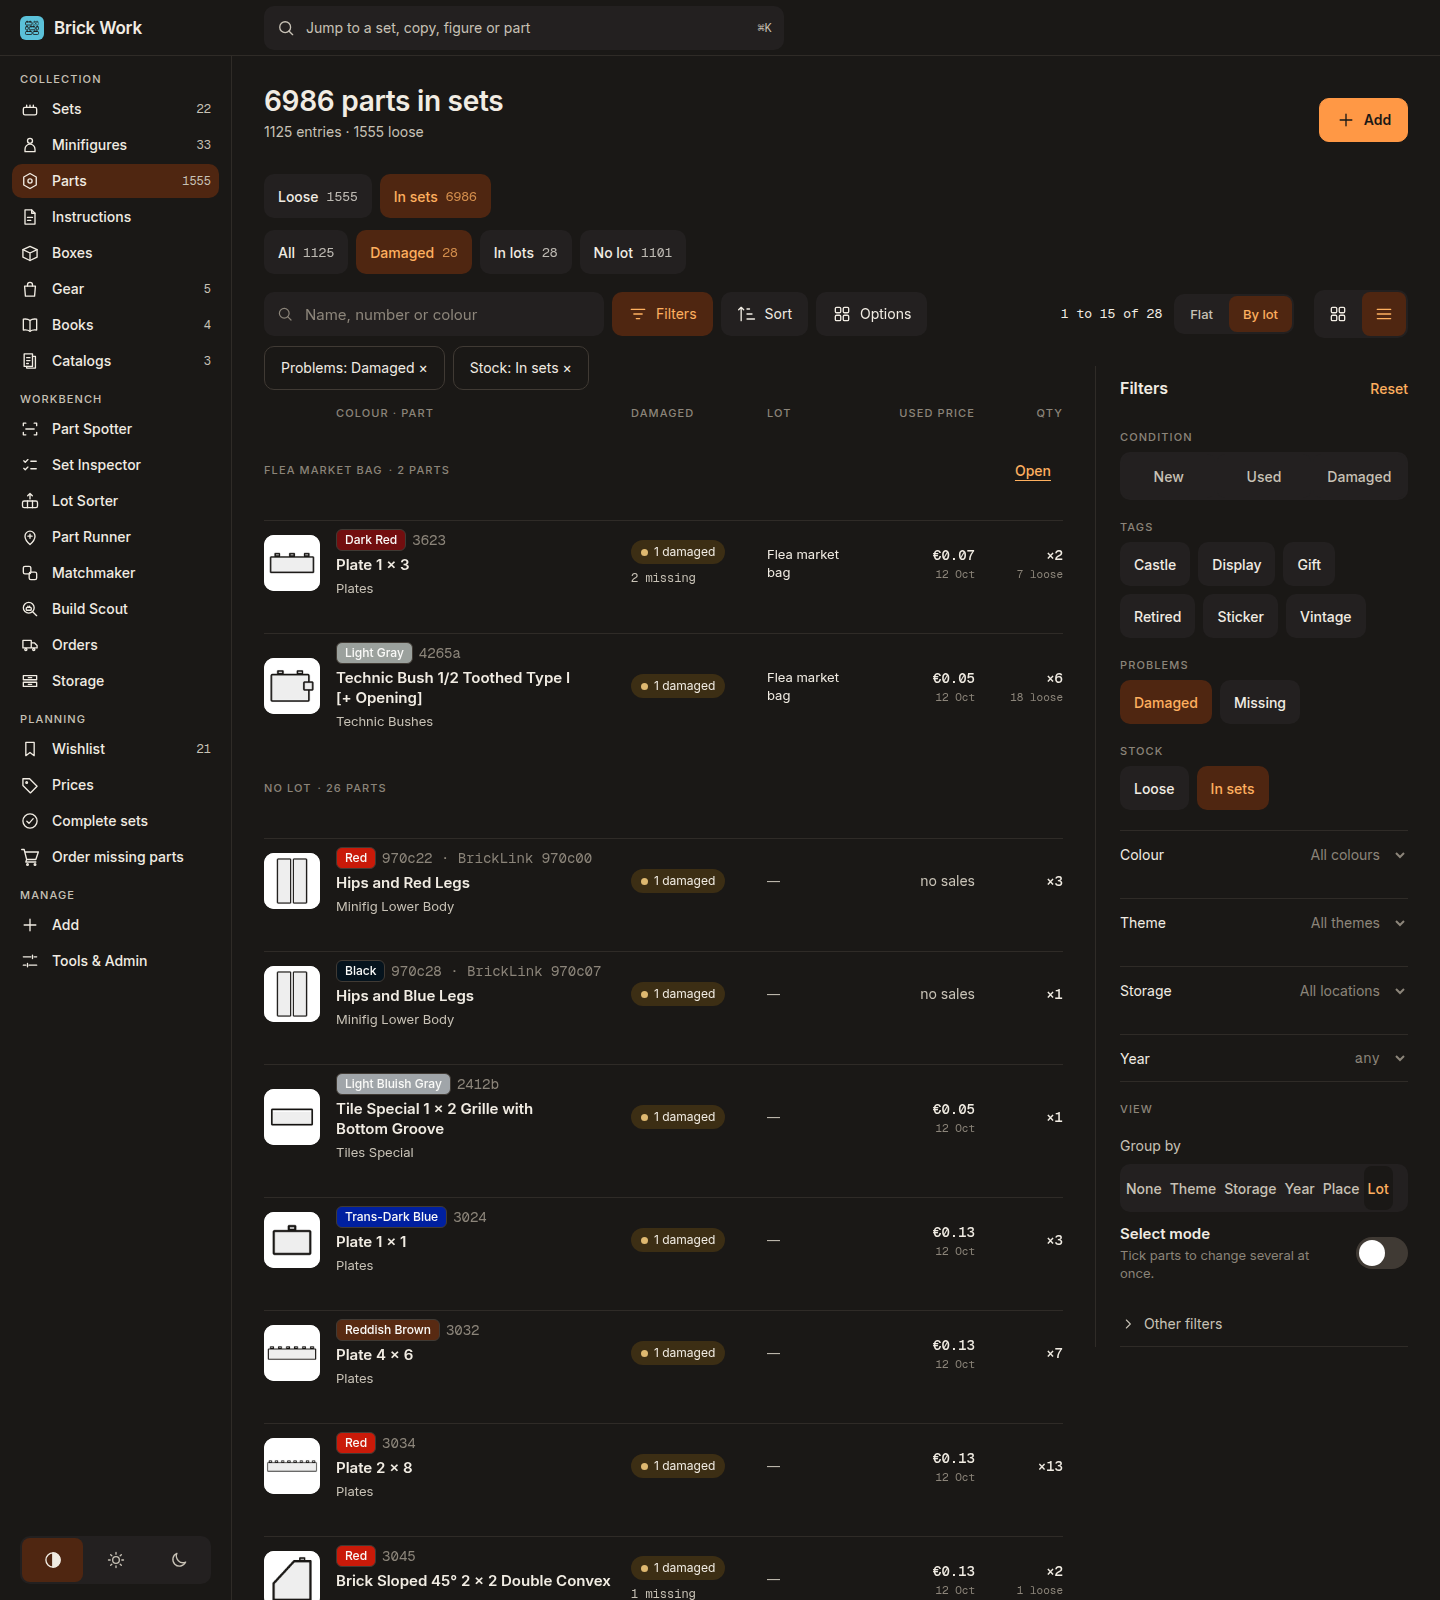 Brick Work
Jump to a set, copy, figure or part ⌘K
COLLECTION
Sets 22
Minifigures 33
Parts 1555
Instructions
Boxes
Gear 5
Books 4
Catalogs 3
WORKBENCH
Part Spotter
Set Inspector
Lot Sorter
Part Runner
Matchmaker
Build Scout
Orders
Storage
PLANNING
Wishlist 21
Prices
Complete sets
Order missing parts
MANAGE
Add
Tools & Admin
6986 parts in sets
1125 entries · 1555 loose
Add
Loose 1555 In sets 6986
All 1125 Damaged 28 In lots 28 No lot 1101
Name, number or colour Filters Sort Options 1 to 15 of 28 Flat By lot
Problems: Damaged × Stock: In sets ×
COLOUR · PART DAMAGED LOT USED PRICE QTY
FLEA MARKET BAG · 2 PARTS Open
Dark Red 3623
Plate 1 × 3
Plates
1 damaged
2 missing
Flea market
bag
€0.07
12 Oct
×2
7 loose
Light Gray 4265a
Technic Bush 1/2 Toothed Type I
[+ Opening]
Technic Bushes
1 damaged
Flea market
bag
€0.05
12 Oct
×6
18 loose
NO LOT · 26 PARTS
Red 970c22 · BrickLink 970c00
Hips and Red Legs
Minifig Lower Body
1 damaged
—
no sales
×3
Black 970c28 · BrickLink 970c07
Hips and Blue Legs
Minifig Lower Body
1 damaged
—
no sales
×1
Light Bluish Gray 2412b
Tile Special 1 × 2 Grille with
Bottom Groove
Tiles Special
1 damaged
—
€0.05
12 Oct
×1
Trans-Dark Blue 3024
Plate 1 × 1
Plates
1 damaged
—
€0.13
12 Oct
×3
Reddish Brown 3032
Plate 4 × 6
Plates
1 damaged
—
€0.13
12 Oct
×7
Red 3034
Plate 2 × 8
Plates
1 damaged
—
€0.13
12 Oct
×13
Red 3045
Brick Sloped 45° 2 × 2 Double Convex
1 damaged
1 missing
—
€0.13
12 Oct
×2
1 loose
Filters Reset
CONDITION
New Used Damaged
TAGS
Castle Display Gift
Retired Sticker Vintage
PROBLEMS
Damaged Missing
STOCK
Loose In sets
Colour All colours
Theme All themes
Storage All locations
Year any
VIEW
Group by
None Theme Storage Year Place Lot
Select mode
Tick parts to change several at
once.
Other filters